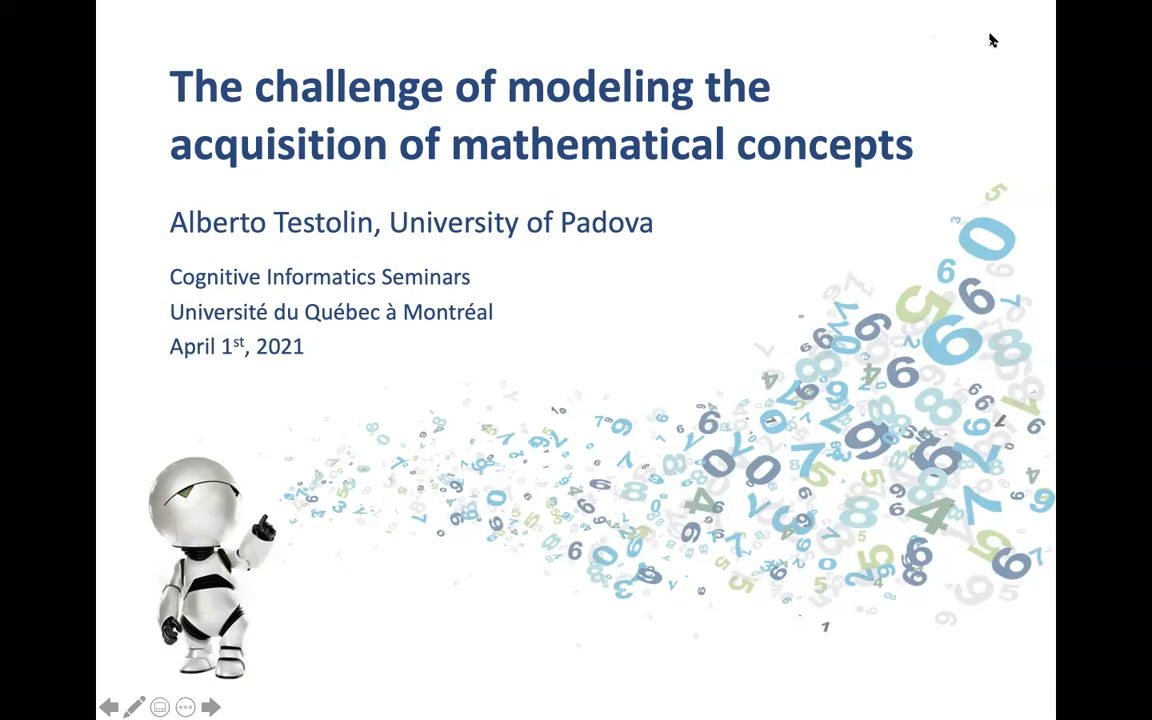 The challenge of modeling the
acquisition of mathematical concepts
Alberto Testolin, University of Padova
Cognitive Informatics Seminars
Université du Québec à Montréal
April 1st, 2021